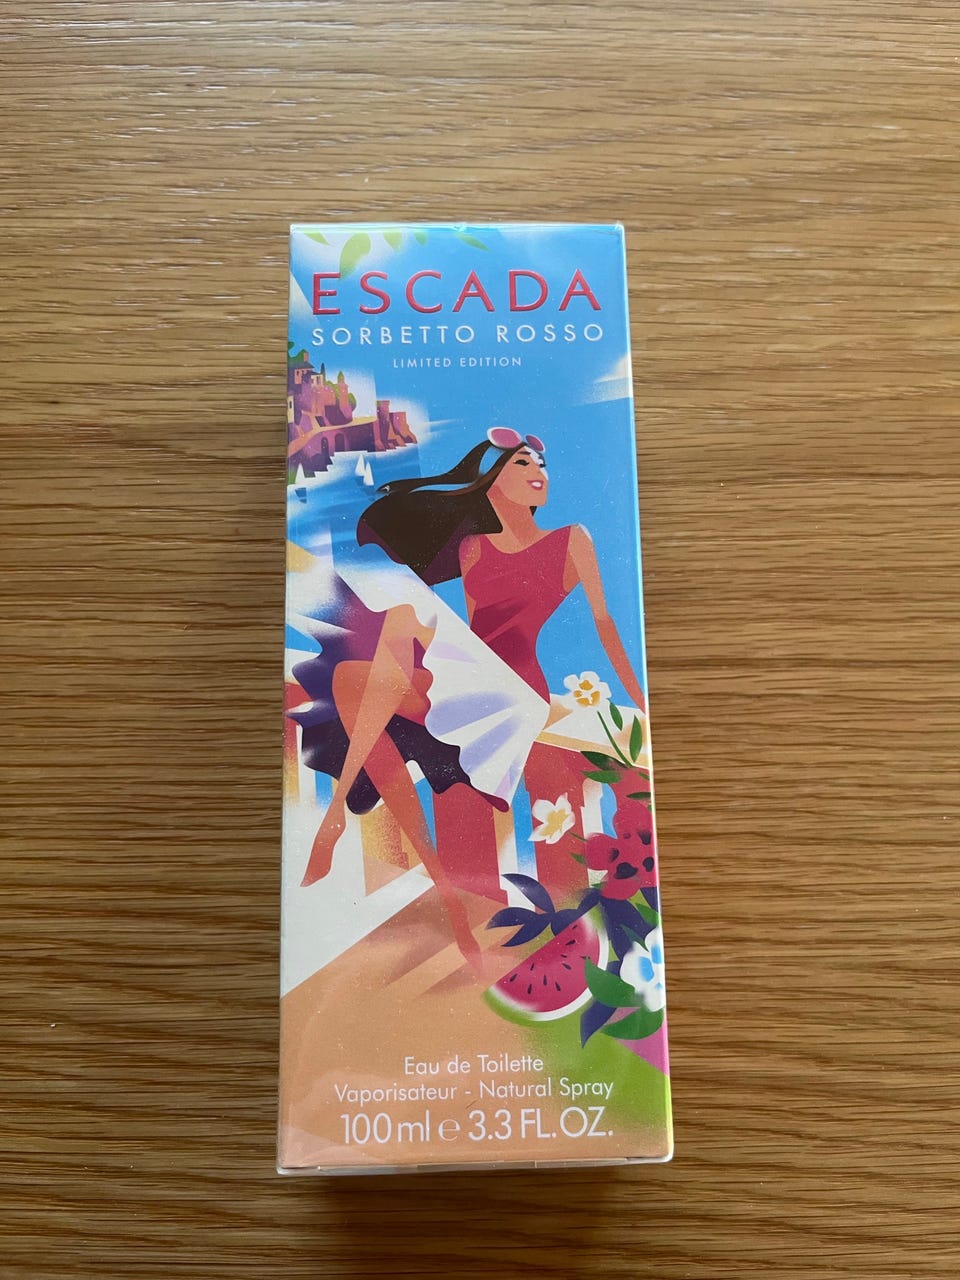 ESCADA
SORBETTO ROSSO
LIMITED EDITION
Eau de Toilette
Vaporisateur - Natural Spray
100 ml ℮ 3.3 FL. OZ.